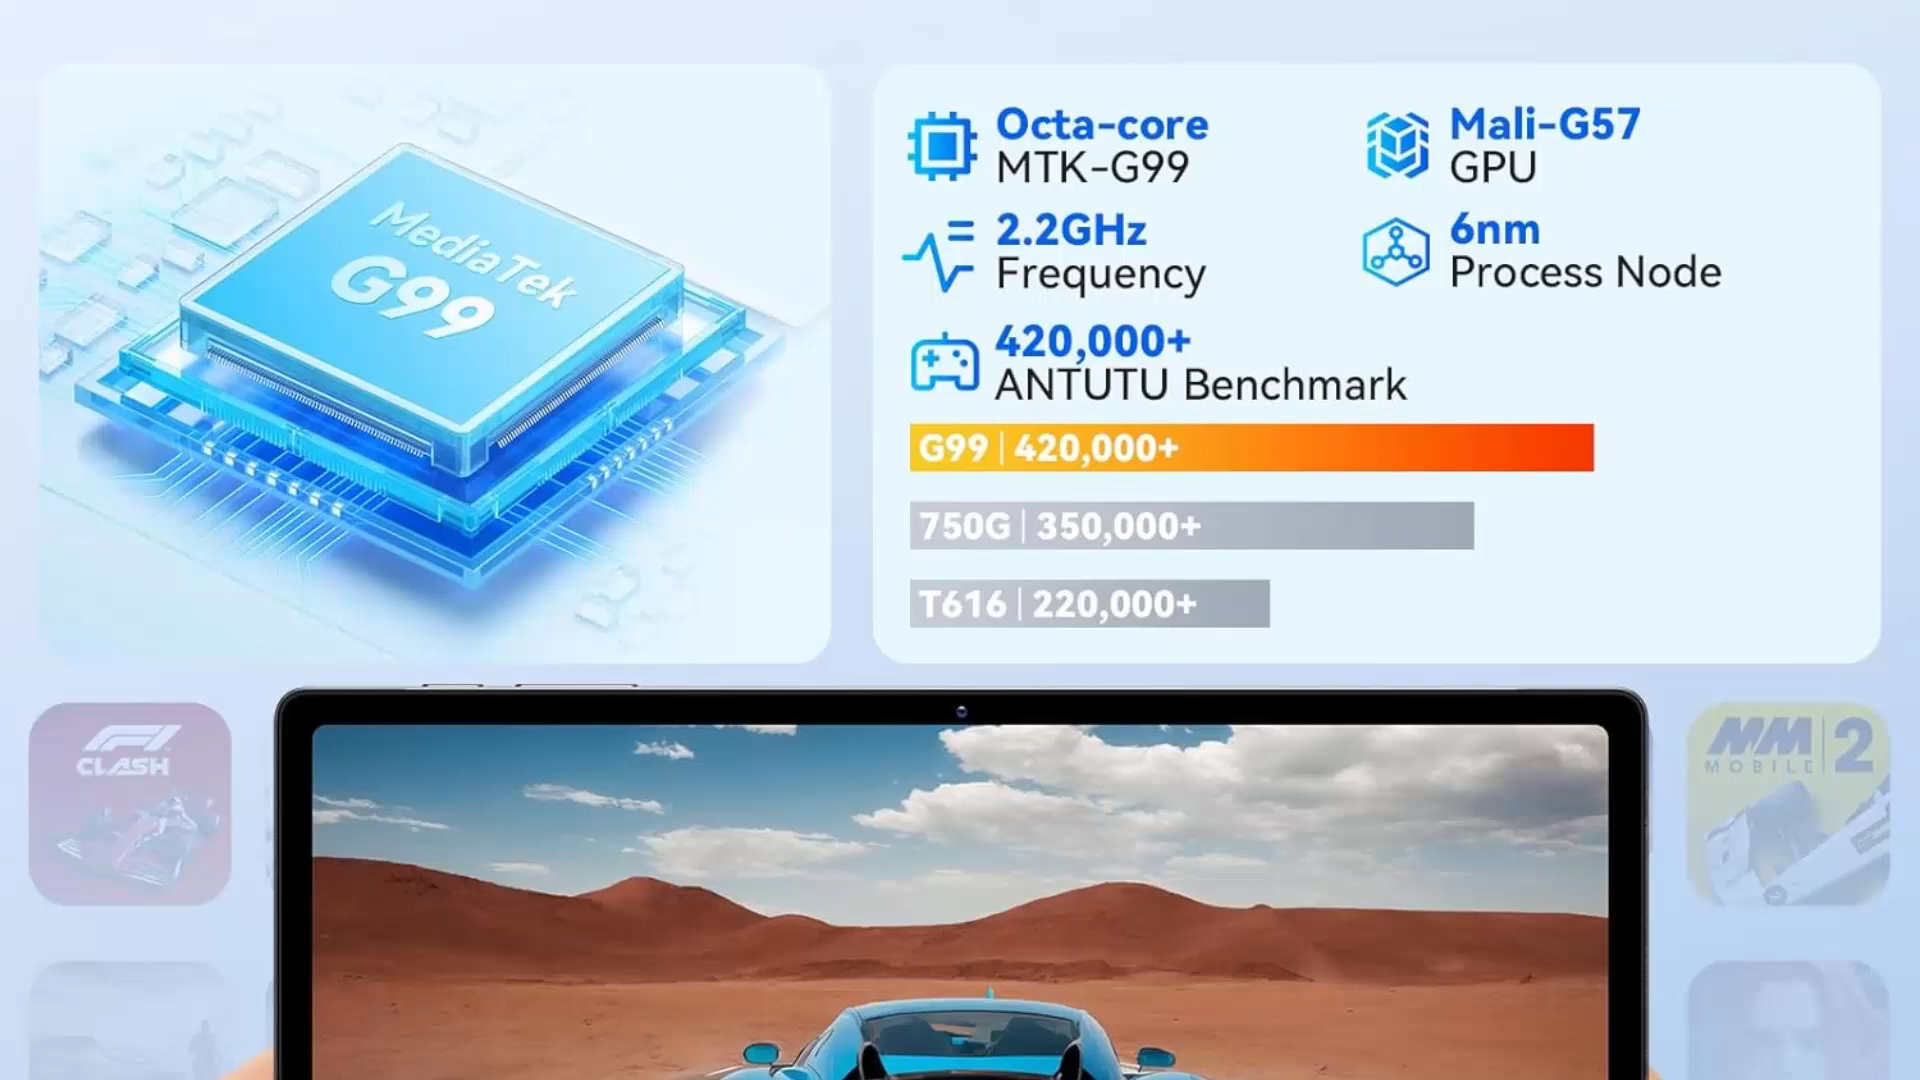 MediaTek
G99
Octa-core
MTK-G99
Mali-G57
GPU
2.2GHz
Frequency
6nm
Process Node
420,000+
ANTUTU Benchmark
G99 | 420,000+
750G | 350,000+
T616 | 220,000+
F1
CLASH
MM 2
MOBILE